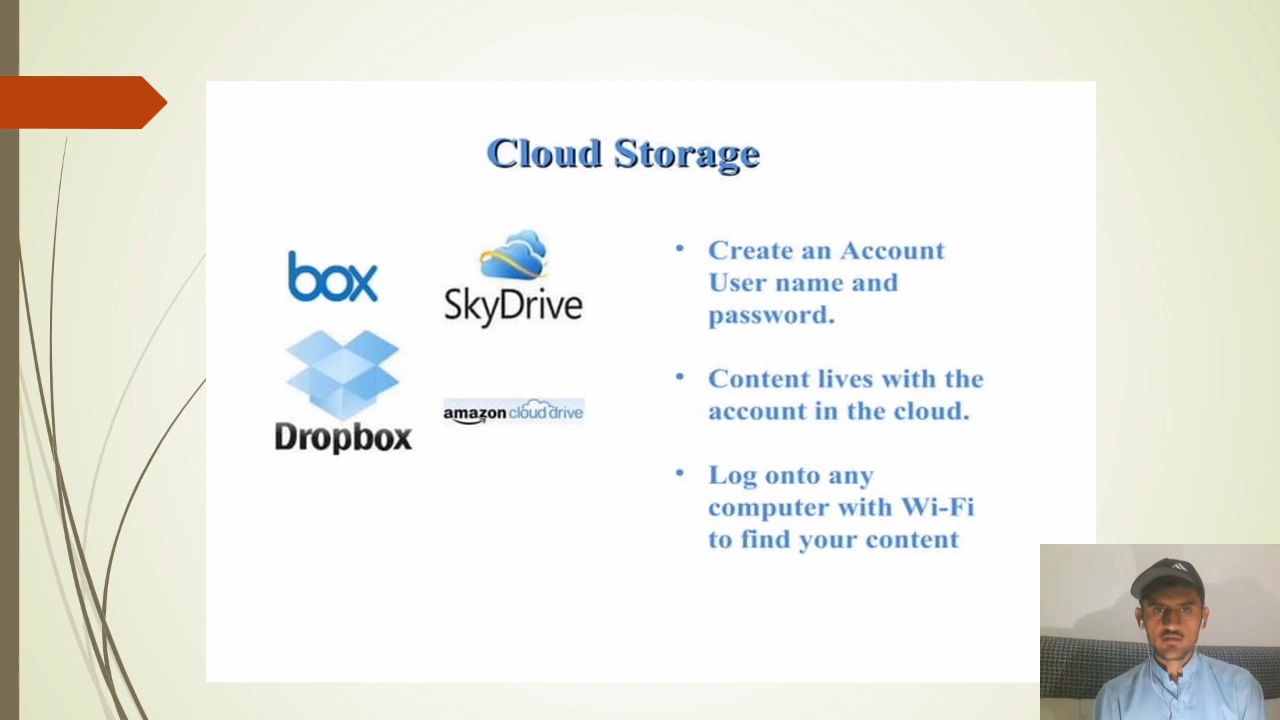 Cloud Storage
box
SkyDrive
Dropbox
amazon cloud drive
• Create an Account
User name and
password.
• Content lives with the
account in the cloud.
• Log onto any
computer with Wi-Fi
to find your content